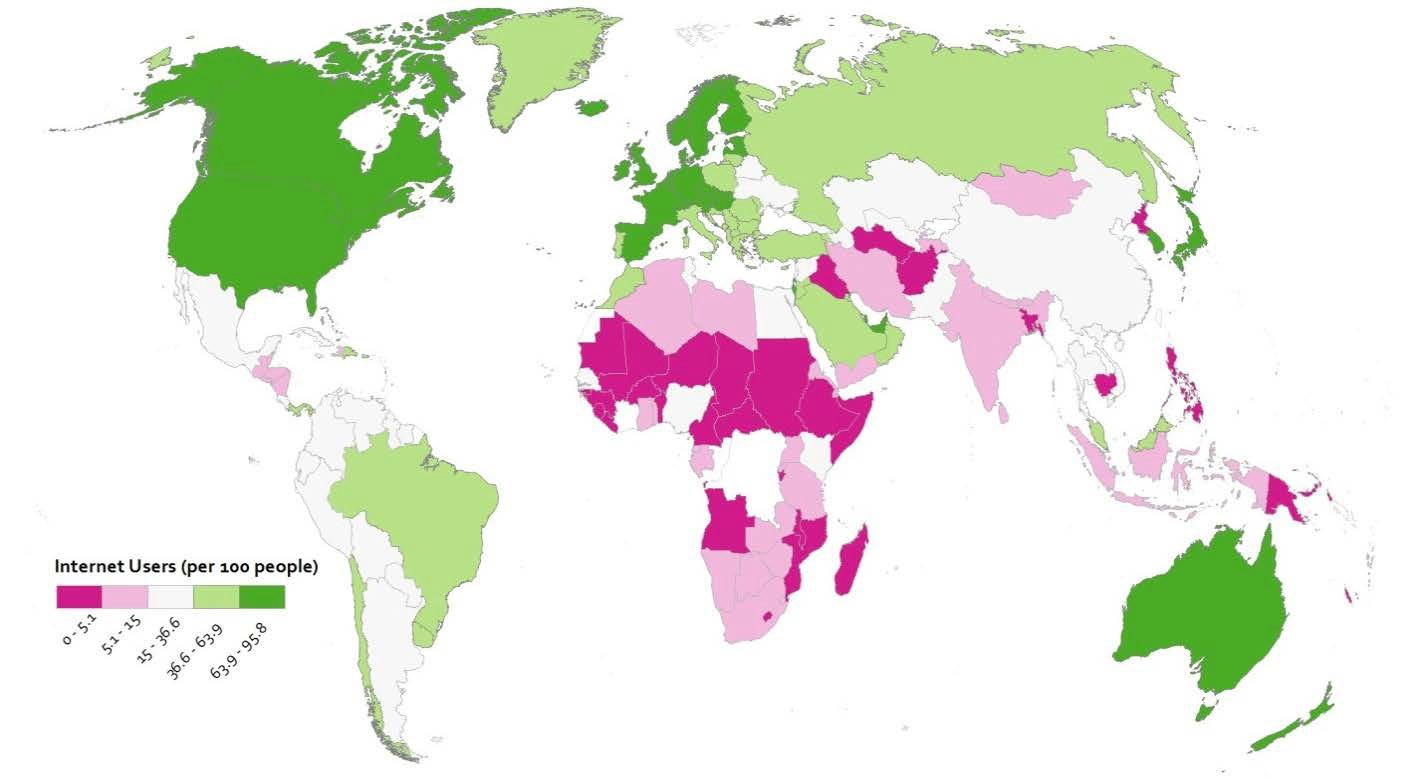 Internet Users (per 100 people)
0 - 5.1
5.1 - 15
15 - 36.6
36.6 - 63.9
63.9 - 95.8